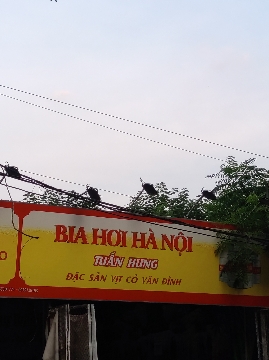 BIA HƠI HÀ NỘI
TUẤN HƯNG
ĐẶC SẢN VỊT CỎ VÂN ĐÌNH